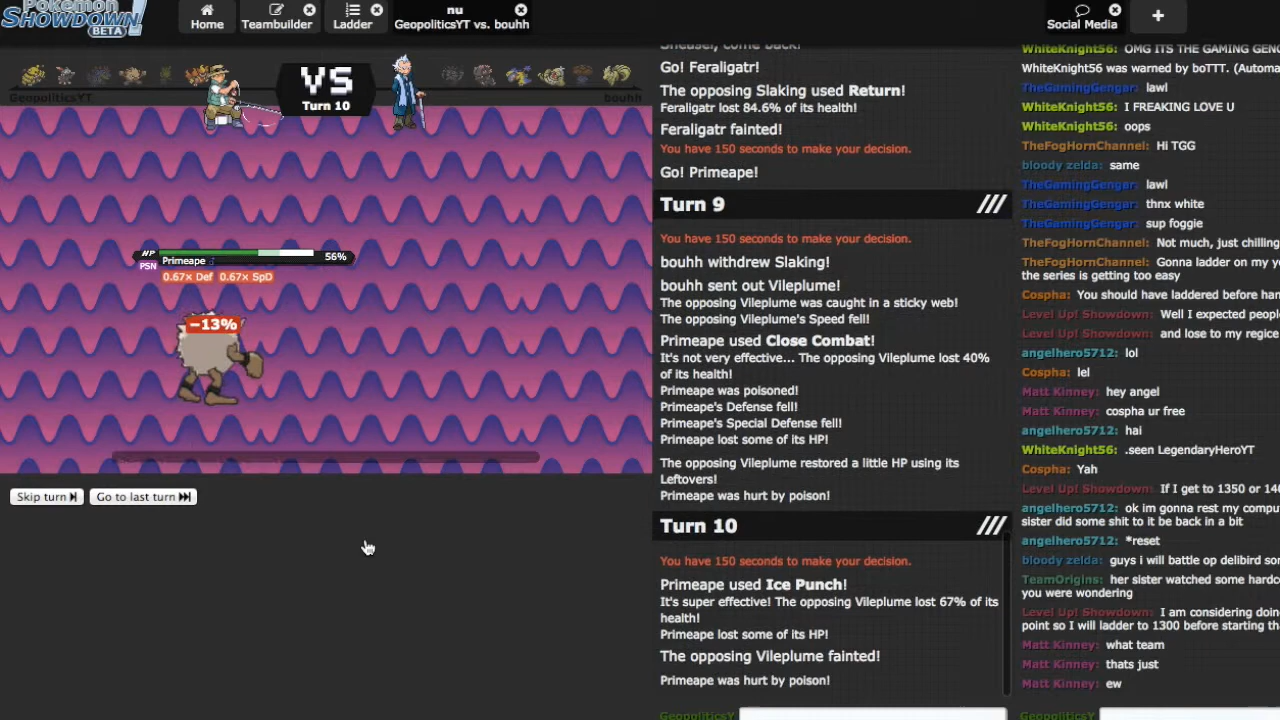 Pokémon
SHOWDOWN!
BETA
Home
Teambuilder
Ladder
nu
GeopoliticsYT vs. bouhh
Social Media
+
GeopoliticsYT
VS
Turn 10
bouhh
HP
Primeape
56%
PSN
0.67x Def 0.67x SpD
−13%
Skip turn
Go to last turn
Sneasel, come back!
Go! Feraligatr!
The opposing Slaking used Return!
Feraligatr lost 84.6% of its health!
Feraligatr fainted!
You have 150 seconds to make your decision.
Go! Primeape!
Turn 9
You have 150 seconds to make your decision.
bouhh withdrew Slaking!
bouhh sent out Vileplume!
The opposing Vileplume was caught in a sticky web!
The opposing Vileplume's Speed fell!
Primeape used Close Combat!
It's not very effective... The opposing Vileplume lost 40%
of its health!
Primeape was poisoned!
Primeape's Defense fell!
Primeape's Special Defense fell!
Primeape lost some of its HP!
The opposing Vileplume restored a little HP using its
Leftovers!
Primeape was hurt by poison!
Turn 10
You have 150 seconds to make your decision.
Primeape used Ice Punch!
It's super effective! The opposing Vileplume lost 67% of its
health!
Primeape lost some of its HP!
The opposing Vileplume fainted!
Primeape was hurt by poison!
GeopoliticsY
WhiteKnight56: OMG ITS THE GAMING GENG
WhiteKnight56 was warned by boTTT. (Automa
TheGamingGengar: lawl
WhiteKnight56: I FREAKING LOVE U
WhiteKnight56: oops
TheFogHornChannel: Hi TGG
bloody zelda: same
TheGamingGengar: lawl
TheGamingGengar: thnx white
TheGamingGengar: sup foggie
TheFogHornChannel: Not much, just chilling
TheFogHornChannel: Gonna ladder on my y
the series is getting too easy
Cospha: You should have laddered before han
Level Up! Showdown: Well I expected peopl
Level Up! Showdown: and lose to my regice
angelhero5712: lol
Cospha: lel
Matt Kinney: hey angel
Matt Kinney: cospha ur free
angelhero5712: hai
WhiteKnight56: .seen LegendaryHeroYT
Cospha: Yah
Level Up! Showdown: If I get to 1350 or 140
angelhero5712: ok im gonna rest my compu
sister did some shit to it be back in a bit
angelhero5712: *reset
bloody zelda: guys i will battle op delibird son
TeamOrigins: her sister watched some hardc
you were wondering
Level Up! Showdown: I am considering doin
point so I will ladder to 1300 before starting tha
Matt Kinney: what team
Matt Kinney: thats just
Matt Kinney: ew
GeopoliticsY